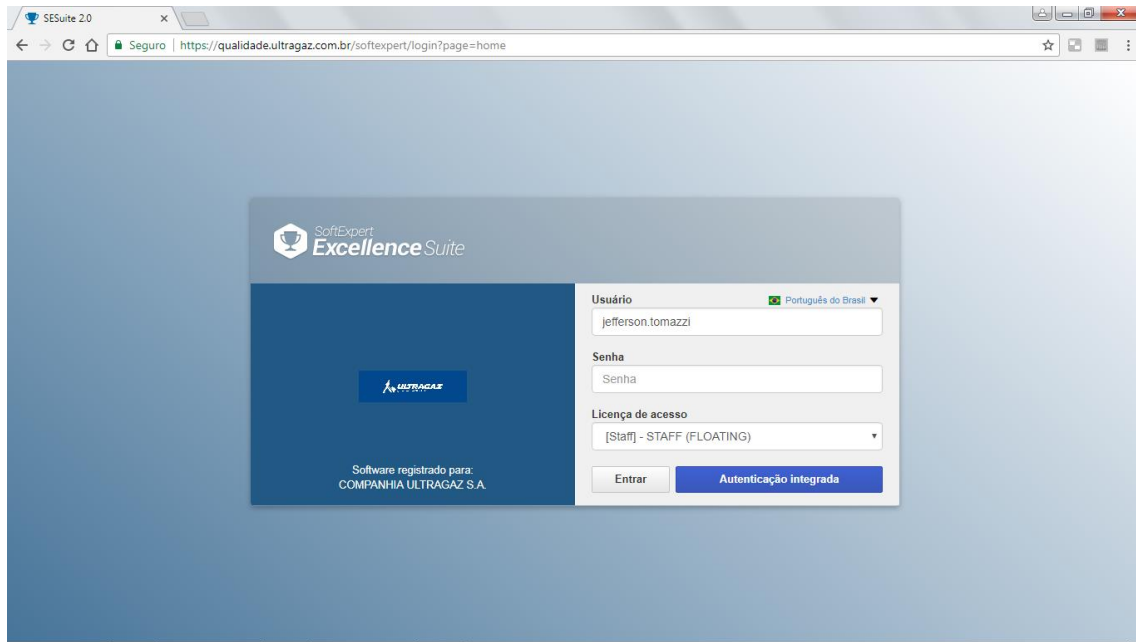 SESuite 2.0
Seguro https://qualidade.ultragaz.com.br/softexpert/login?page=home
SoftExpert
Excellence Suite
Usuário Português do Brasil
jefferson.tomazzi
Senha
Senha
ULTRAGAZ
Licença de acesso
[Staff] - STAFF (FLOATING)
Software registrado para:
COMPANHIA ULTRAGAZ S.A.
Entrar Autenticação integrada